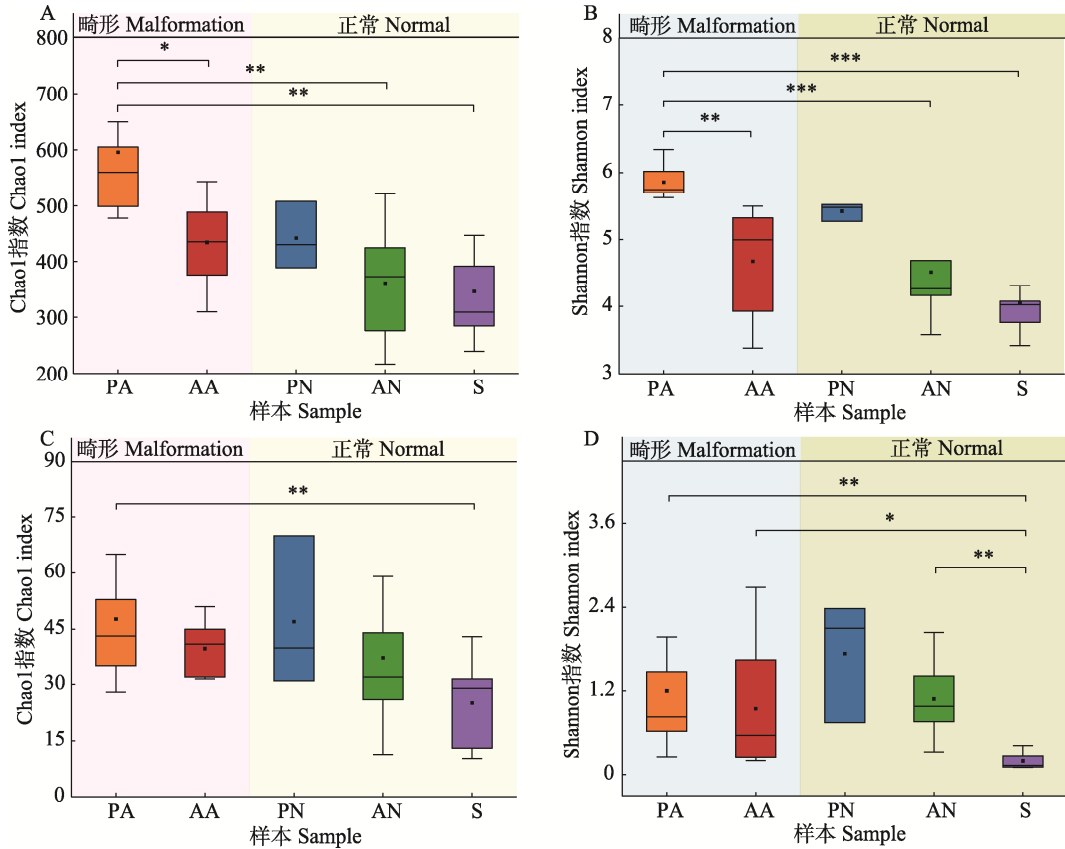 A
畸形 Malformation
正常 Normal
800
700
600
500
400
300
200
Chao1指数 Chao1 index
*
**
**
PA
AA
PN
AN
S
样本 Sample
B
畸形 Malformation
正常 Normal
8
7
6
5
4
3
Shannon指数 Shannon index
***
***
**
PA
AA
PN
AN
S
样本 Sample
C
畸形 Malformation
正常 Normal
90
75
60
45
30
15
0
Chao1指数 Chao1 index
**
PA
AA
PN
AN
S
样本 Sample
D
畸形 Malformation
正常 Normal
3.6
2.4
1.2
0
Shannon指数 Shannon index
**
*
**
PA
AA
PN
AN
S
样本 Sample